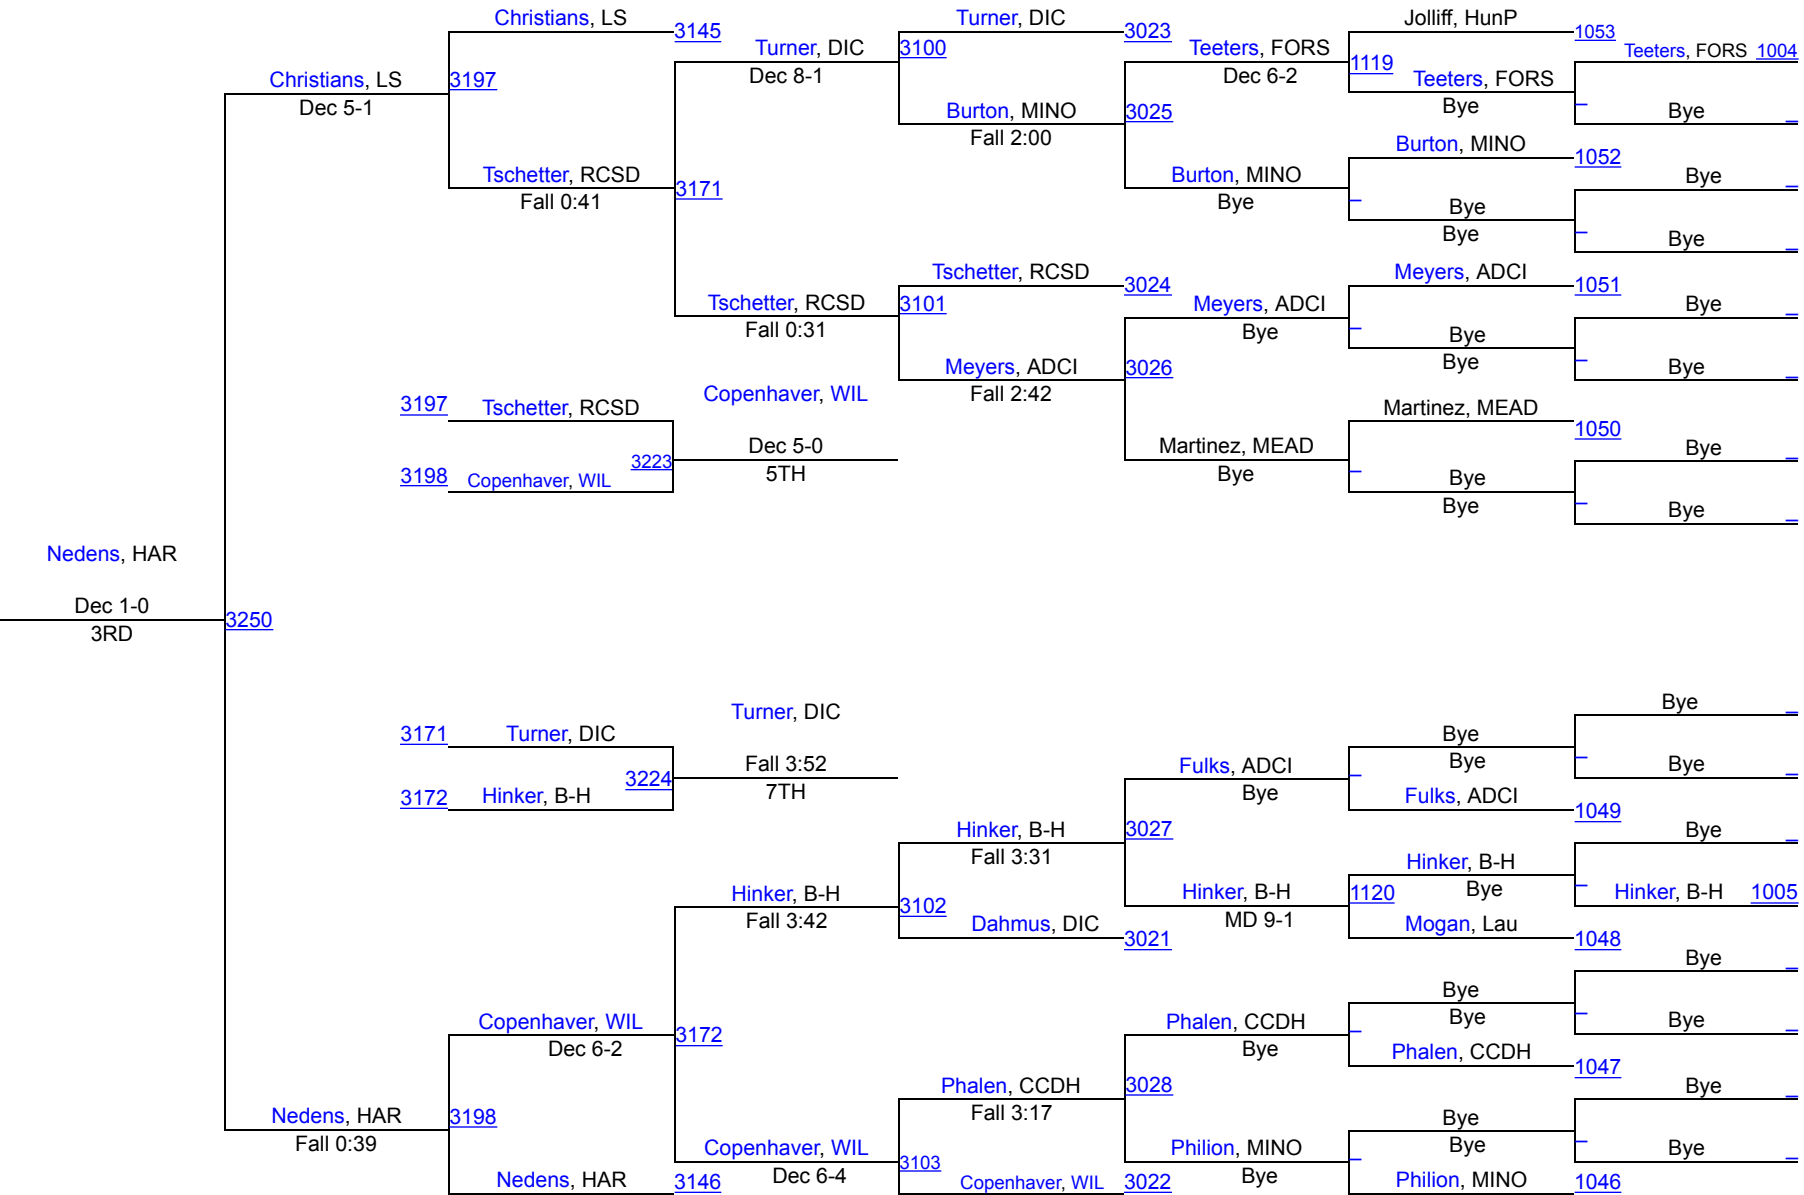 Christians, LS
3145
Turner, DIC
3023
Jolliff, HunP
1053
Teeters, FORS 1004
Christians, LS
Dec 5-1
3197
Turner, DIC
Dec 8-1
3100
Teeters, FORS
Dec 6-2
1119
Teeters, FORS
Bye
Bye
Burton, MINO
Fall 2:00
3025
Burton, MINO
1052
Tschetter, RCSD
Fall 0:41
3171
Burton, MINO
Bye
Bye
Bye
Bye
Bye
Tschetter, RCSD
3024
Meyers, ADCI
1051
Tschetter, RCSD
Fall 0:31
3101
Meyers, ADCI
Bye
Bye
Bye
Bye
Meyers, ADCI
Fall 2:42
3026
Bye
3197
Tschetter, RCSD
Copenhaver, WIL
Martinez, MEAD
1050
3198
Copenhaver, WIL
3223
Dec 5-0
5TH
Martinez, MEAD
Bye
Bye
Bye
Bye
Bye
Nedens, HAR
Dec 1-0
3RD
3250
Turner, DIC
Bye
3171
Turner, DIC
Bye
Bye
Bye
3172
Hinker, B-H
3224
Fall 3:52
7TH
Fulks, ADCI
Bye
Fulks, ADCI
1049
Hinker, B-H
Fall 3:31
3027
Bye
Hinker, B-H
Fall 3:42
3102
Hinker, B-H
MD 9-1
1120
Hinker, B-H
Bye
Hinker, B-H 1005
Dahmus, DIC
3021
Mogan, Lau
1048
Bye
Copenhaver, WIL
Dec 6-2
3172
Phalen, CCDH
Bye
Bye
Bye
Bye
Phalen, CCDH
1047
Phalen, CCDH
Fall 3:17
3028
Bye
Nedens, HAR
Fall 0:39
3198
Copenhaver, WIL
Dec 6-4
3103
Philion, MINO
Bye
Bye
Bye
Bye
Nedens, HAR
3146
Copenhaver, WIL
3022
Philion, MINO
1046